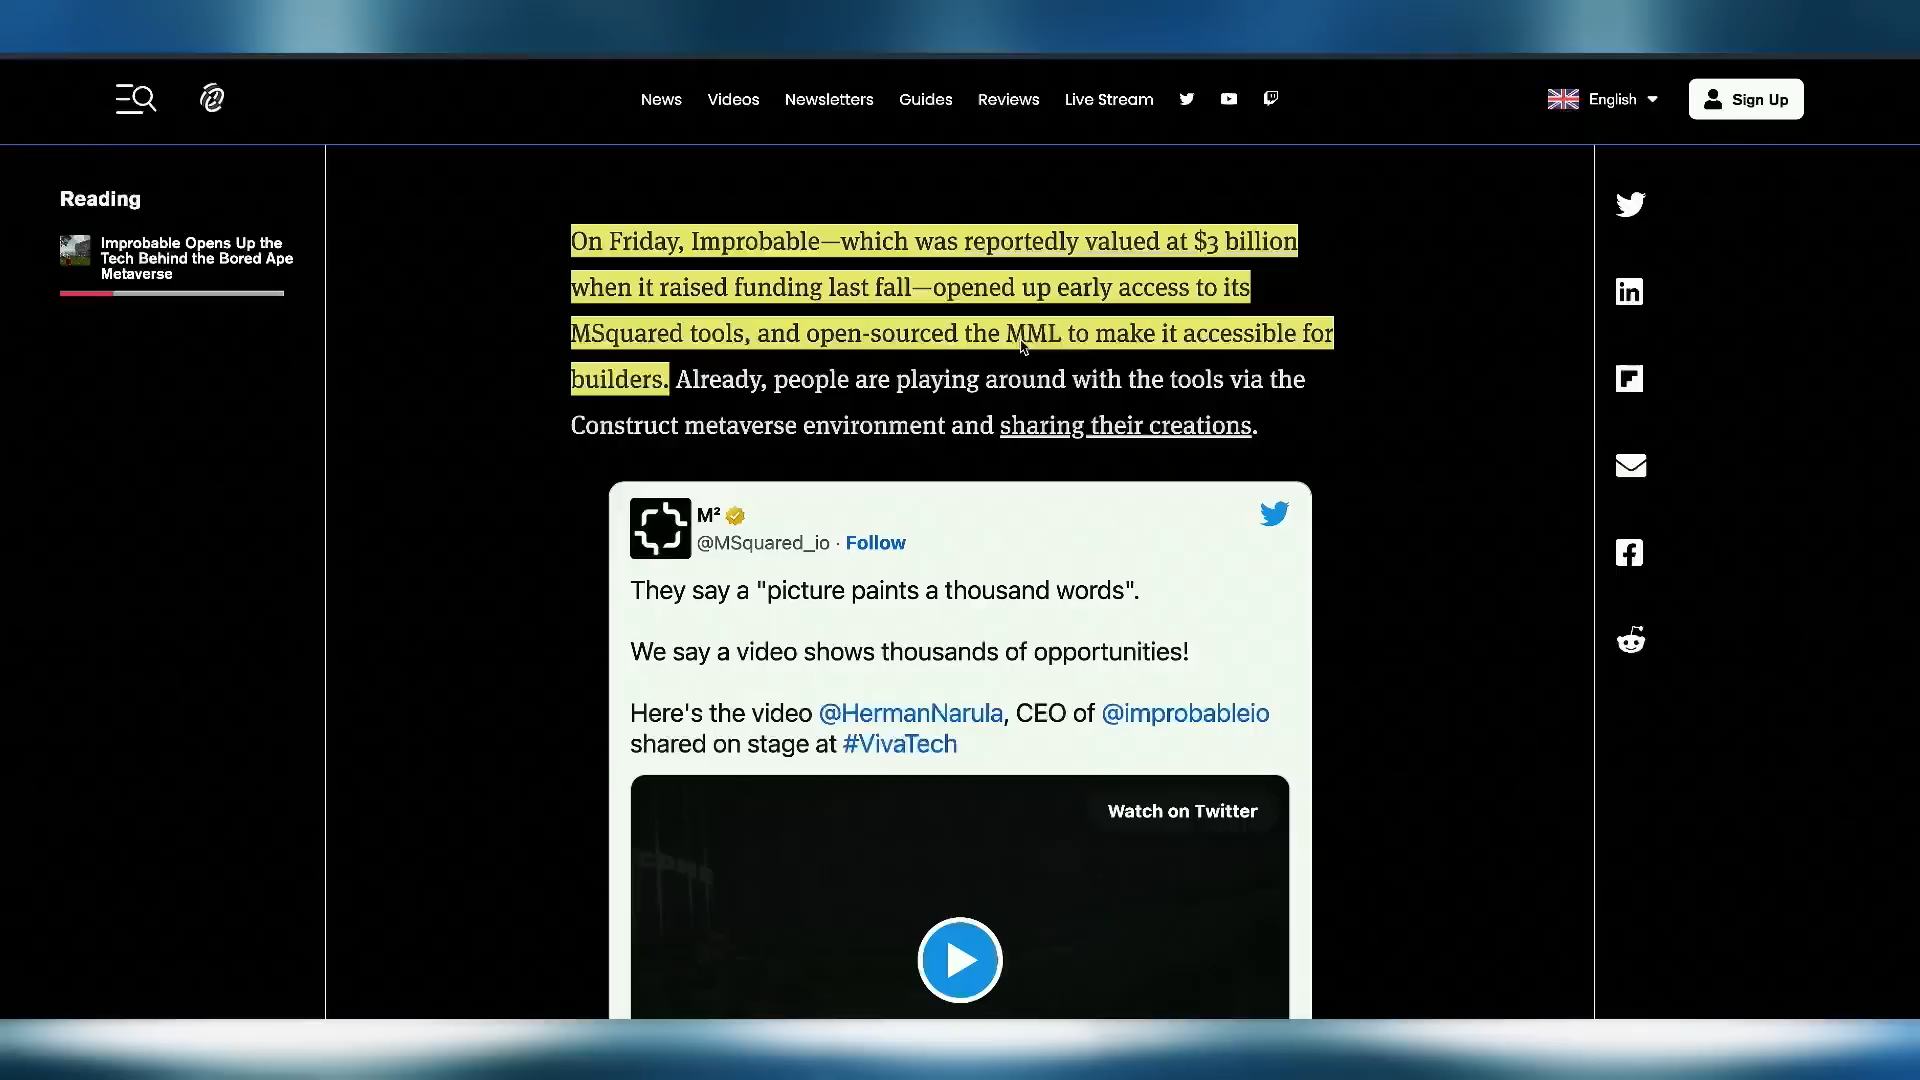 News Videos Newsletters Guides Reviews Live Stream English Sign Up
Reading
Improbable Opens Up the
Tech Behind the Bored Ape
Metaverse
On Friday, Improbable—which was reportedly valued at $3 billion
when it raised funding last fall—opened up early access to its
MSquared tools, and open-sourced the MML to make it accessible for
builders. Already, people are playing around with the tools via the
Construct metaverse environment and sharing their creations.
M²
@MSquared_io · Follow
They say a "picture paints a thousand words".
We say a video shows thousands of opportunities!
Here's the video @HermanNarula, CEO of @improbableio
shared on stage at #VivaTech
Watch on Twitter